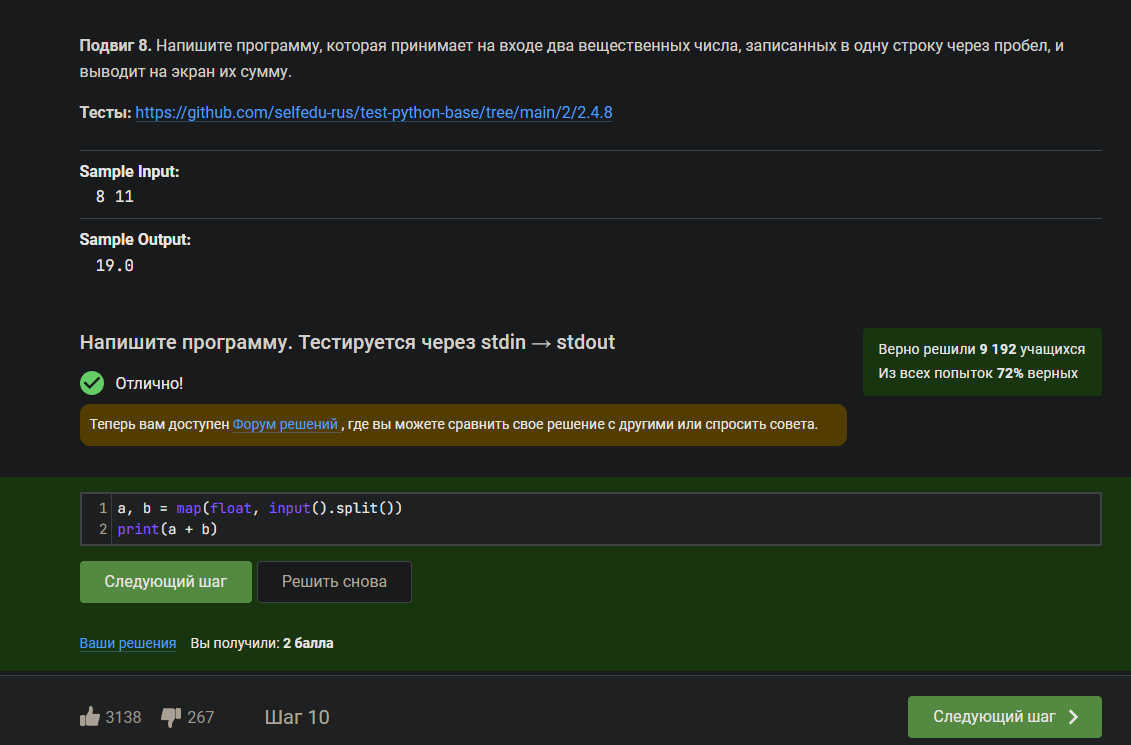 Подвиг 8. Напишите программу, которая принимает на входе два вещественных числа, записанных в одну строку через пробел, и
выводит на экран их сумму.
Тесты: https://github.com/selfedu-rus/test-python-base/tree/main/2/2.4.8
Sample Input:
8 11
Sample Output:
19.0
Напишите программу. Тестируется через stdin → stdout
Верно решили 9 192 учащихся
Из всех попыток 72% верных
Отлично!
Теперь вам доступен Форум решений , где вы можете сравнить свое решение с другими или спросить совета.
1 a, b = map(float, input().split())
2 print(a + b)
Следующий шаг Решить снова
Ваши решения Вы получили: 2 балла
3138 267 Шаг 10 Следующий шаг